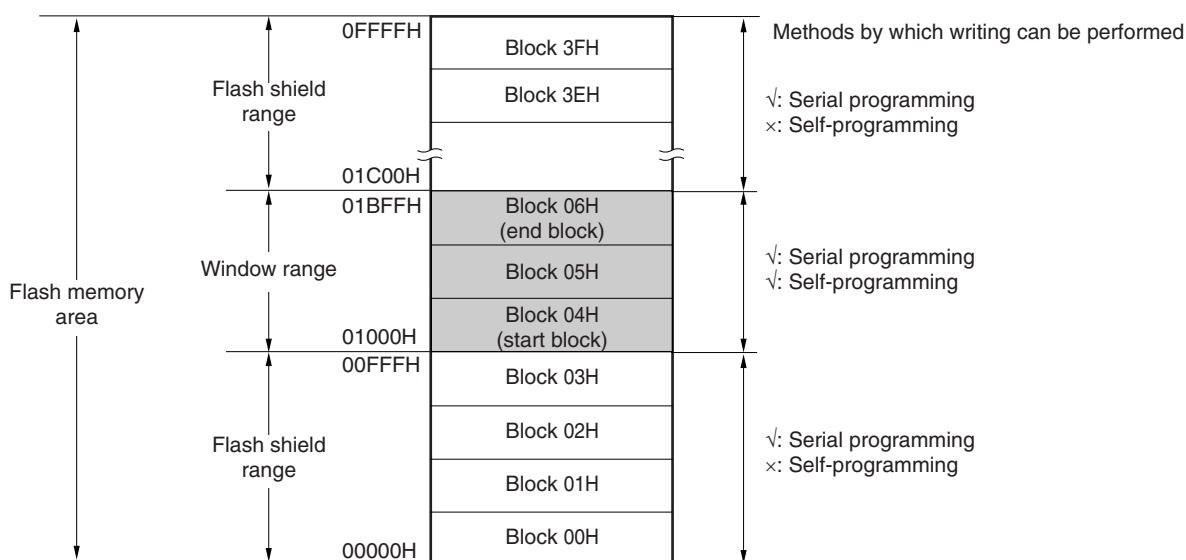 0FFFFH
Block 3FH
Methods by which writing can be performed
Flash shield
range
Block 3EH
√: Serial programming
×: Self-programming
01C00H
01BFFH
Block 06H
(end block)
Window range
Block 05H
√: Serial programming
√: Self-programming
Flash memory
area
01000H
Block 04H
(start block)
00FFFH
Block 03H
Flash shield
range
Block 02H
√: Serial programming
×: Self-programming
Block 01H
00000H
Block 00H